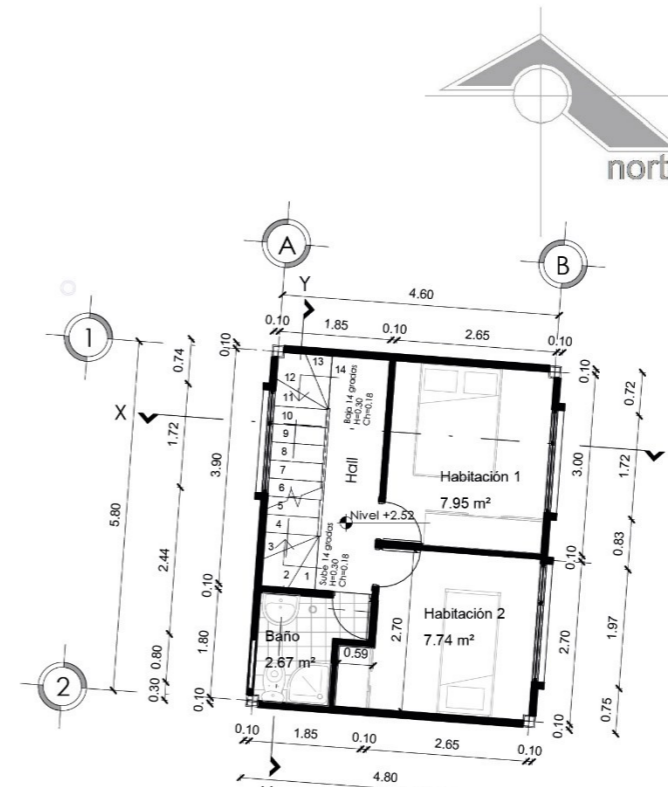 nort
A
B
Y
4.60
0.10
1.85
0.10
2.65
0.10
1
0.74
0.10
13
14
12
11
10
9
8
7
6
5
4
3
2
1
Baja 14 gradas
H=0.30
Ch=0.18
0.10
0.72
X
1.72
3.90
Hall
Habitación 1
7.95 m²
3.00
1.72
5.80
2.44
Nivel +2.52
Sube 14 gradas
H=0.30
Ch=0.18
0.83
0.10
0.10
Baño
2.67 m²
0.59
2.70
Habitación 2
7.74 m²
2.70
1.97
2
0.80
1.80
0.30
0.10
0.10
0.75
0.10
1.85
0.10
2.65
0.10
4.80